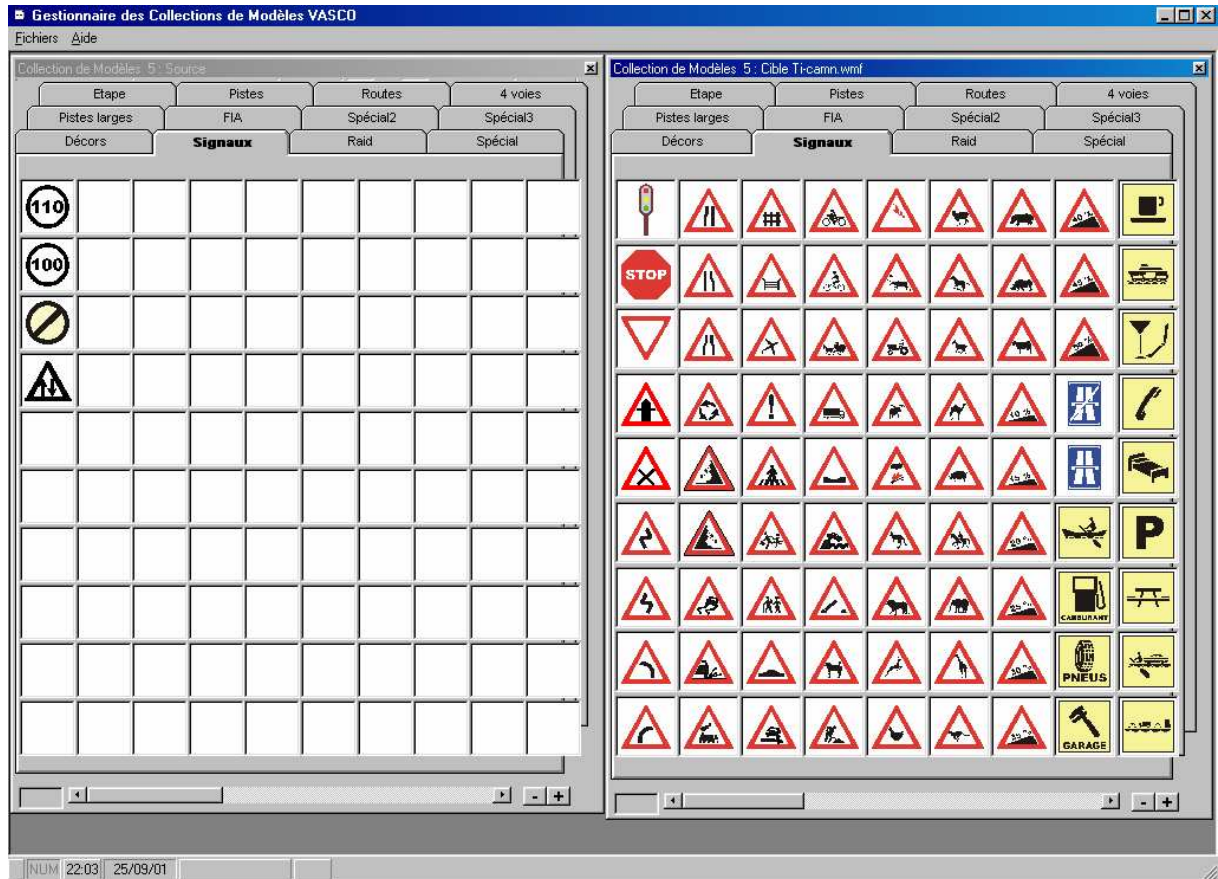 Gestionnaire des Collections de Modèles VASCO
Fichiers Aide
Collection de Modèles 5 : Source
Etape Pistes Routes 4 voies
Pistes larges FIA Spécial2 Spécial3
Décors Signaux Raid Spécial
110
100
- +
Collection de Modèles 5 : Cible Ti-camn.wmf
Etape Pistes Routes 4 voies
Pistes larges FIA Spécial2 Spécial3
Décors Signaux Raid Spécial
STOP
10 %
15 %
P
CARBURANT
PNEUS
GARAGE
- +
NUM 22:03 25/09/01